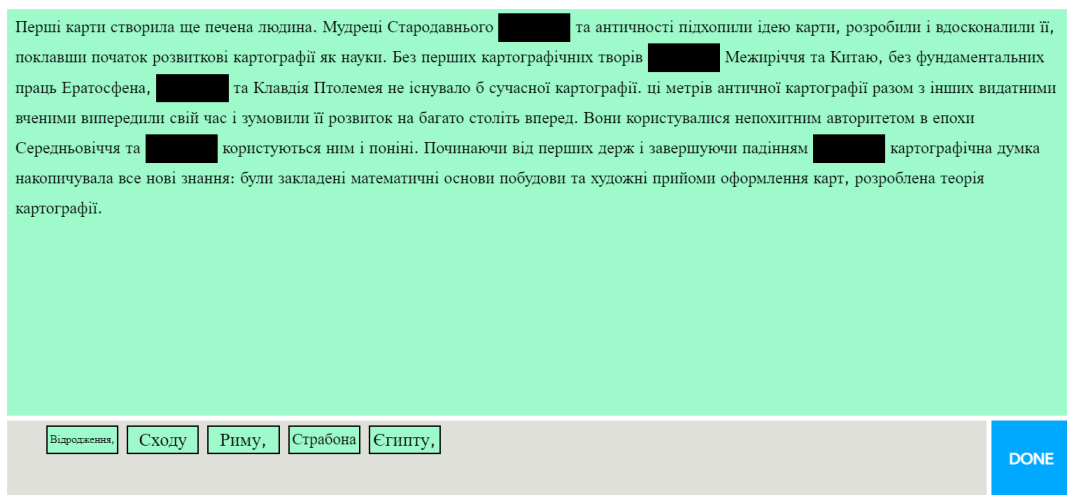 Перші карти створила ще печена людина. Мудреці Стародавнього та античності підхопили ідею карти, розробили і вдосконалили її,
поклавши початок розвиткові картографії як науки. Без перших картографічних творів Межиріччя та Китаю, без фундаментальних
праць Ератосфена, та Клавдія Птолемея не існувало б сучасної картографії. ці метрів античної картографії разом з інших видатними
вченими випередили свій час і зумовили її розвиток на багато століть вперед. Вони користувалися непохитним авторитетом в епохи
Середньовіччя та користуються ним і поніні. Починаючи від перших держ і завершуючи падінням картографічна думка
накопичувала все нові знання: були закладені математичні основи побудови та художні прийоми оформлення карт, розроблена теорія
картографії.
Відродження, Сходу Риму, Страбона Єгипту,
DONE